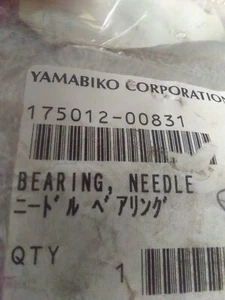 YAMABIKO CORPORATION
175012-00831
BEARING, NEEDLE
ﾆｰﾄﾞﾙ ﾍﾞｱﾘﾝｸﾞ
QTY 1